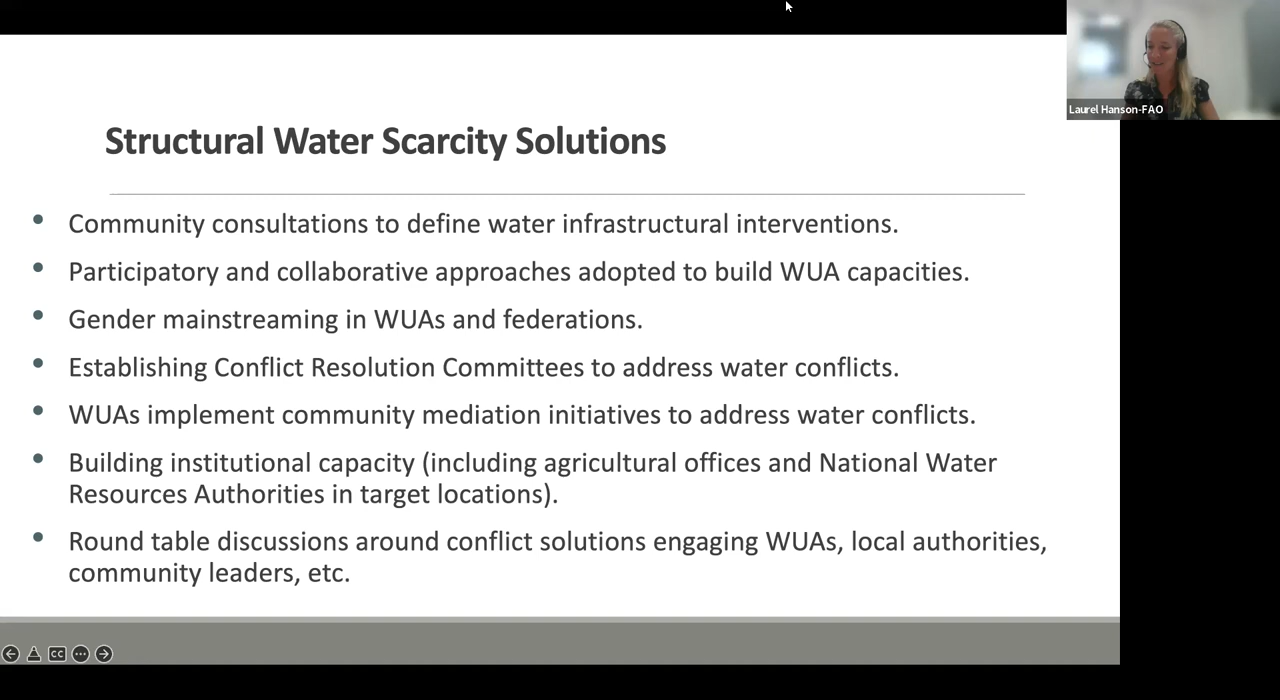 Laurel Hanson-FAO
Structural Water Scarcity Solutions
• Community consultations to define water infrastructural interventions.
• Participatory and collaborative approaches adopted to build WUA capacities.
• Gender mainstreaming in WUAs and federations.
• Establishing Conflict Resolution Committees to address water conflicts.
• WUAs implement community mediation initiatives to address water conflicts.
• Building institutional capacity (including agricultural offices and National Water
Resources Authorities in target locations).
• Round table discussions around conflict solutions engaging WUAs, local authorities,
community leaders, etc.
CC